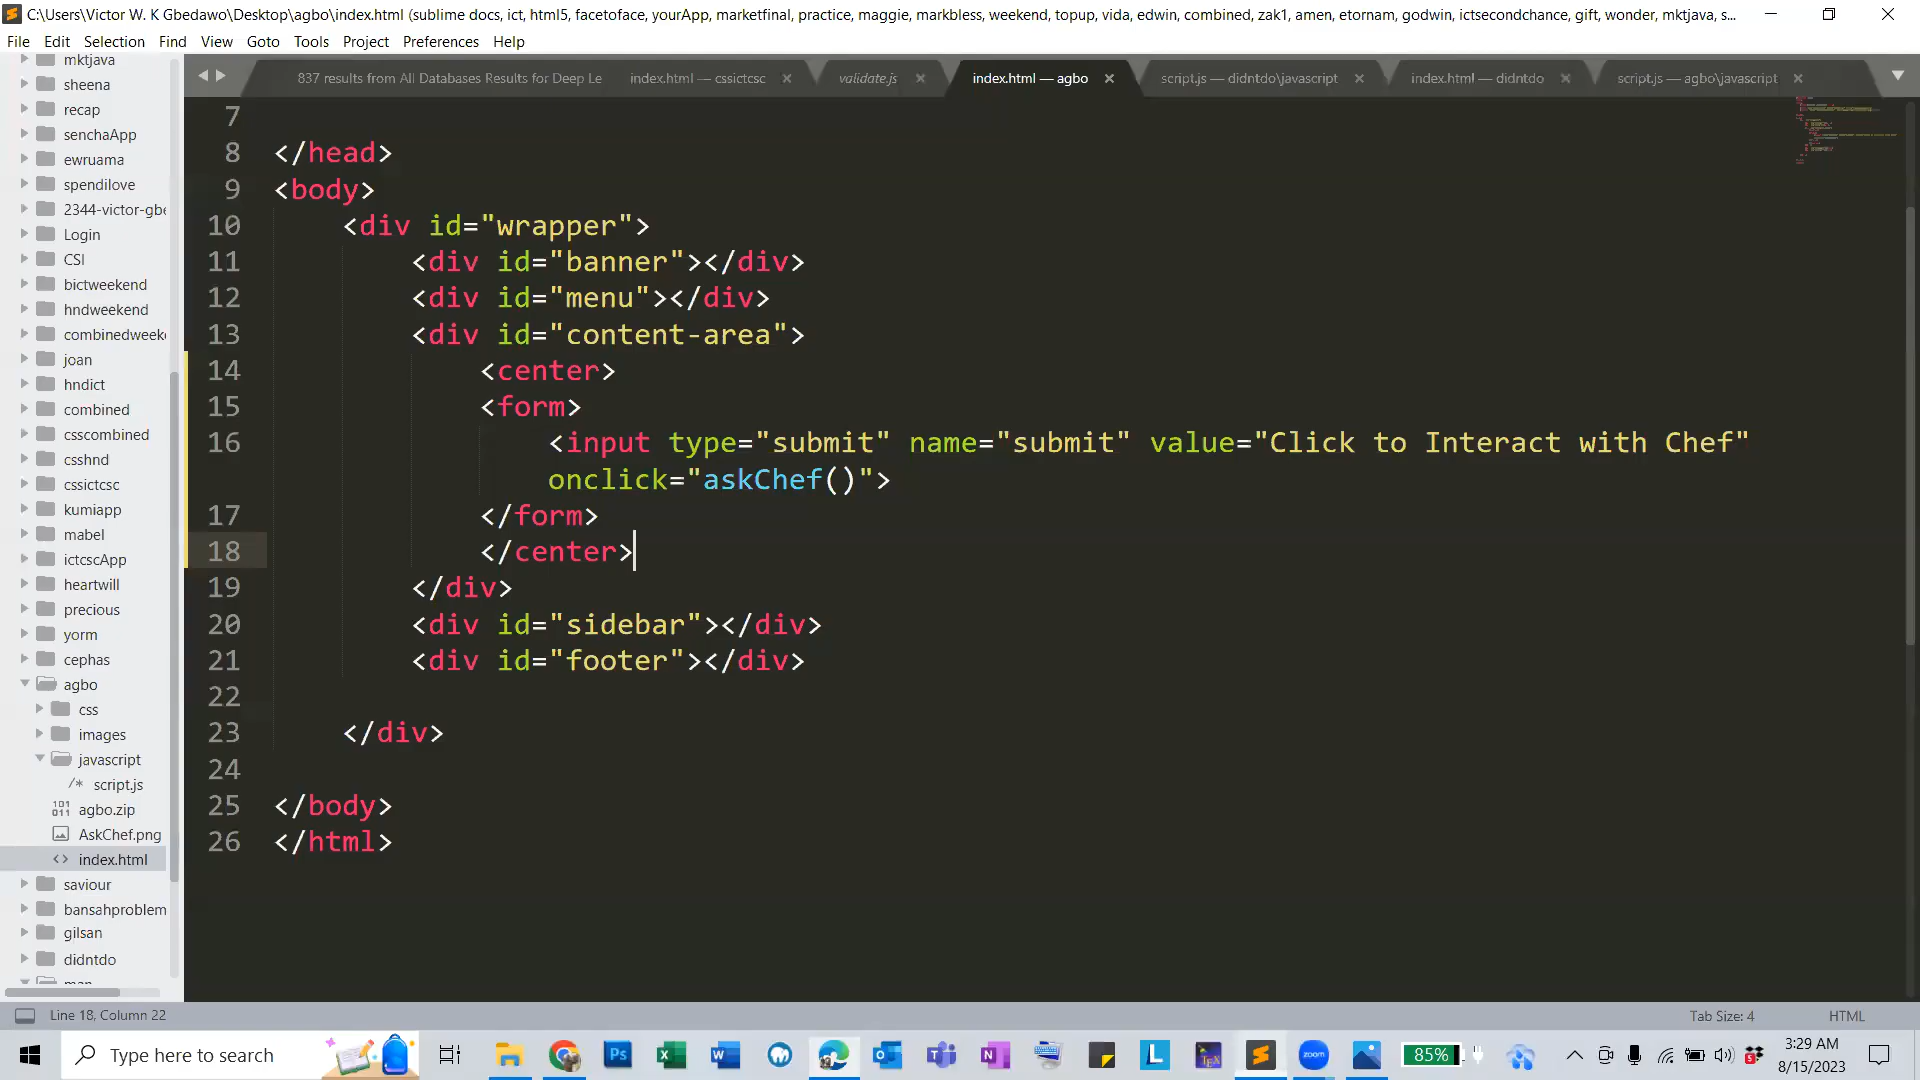 C:\Users\Victor W. K Gbedawo\Desktop\agbo\index.html (sublime docs, ict, html5, facetoface, yourApp, marketfinal, practice, maggie, markbless, weekend, topup, vida, edwin, combined, zak1, amen, etornam, godwin, ictsecondchance, gift, wonder, mktjava, s...
File Edit Selection Find View Goto Tools Project Preferences Help
837 results from All Databases Results for Deep Le index.html — cssictcsc validate.js index.html — agbo script.js — didntdo\javascript index.html — didntdo script.js — agbo\javascript
mktjava
sheena
recap
senchaApp
ewruama
spendilove
2344-victor-gbe
Login
CSI
bictweekend
hndweekend
combinedweek
joan
hndict
combined
csscombined
csshnd
cssictcsc
kumiapp
mabel
ictcscApp
heartwill
precious
yorm
cephas
agbo
css
images
javascript
/* script.js
agbo.zip
AskChef.png
<> index.html
saviour
bansahproblem
gilsan
didntdo
7
8 </head>
9 <body>
10 <div id="wrapper">
11 <div id="banner"></div>
12 <div id="menu"></div>
13 <div id="content-area">
14 <center>
15 <form>
16 <input type="submit" name="submit" value="Click to Interact with Chef"
onclick="askChef()">
17 </form>
18 </center>
19 </div>
20 <div id="sidebar"></div>
21 <div id="footer"></div>
22
23 </div>
24
25 </body>
26 </html>
Line 18, Column 22 Tab Size: 4 HTML
Type here to search 85% 3:29 AM
8/15/2023